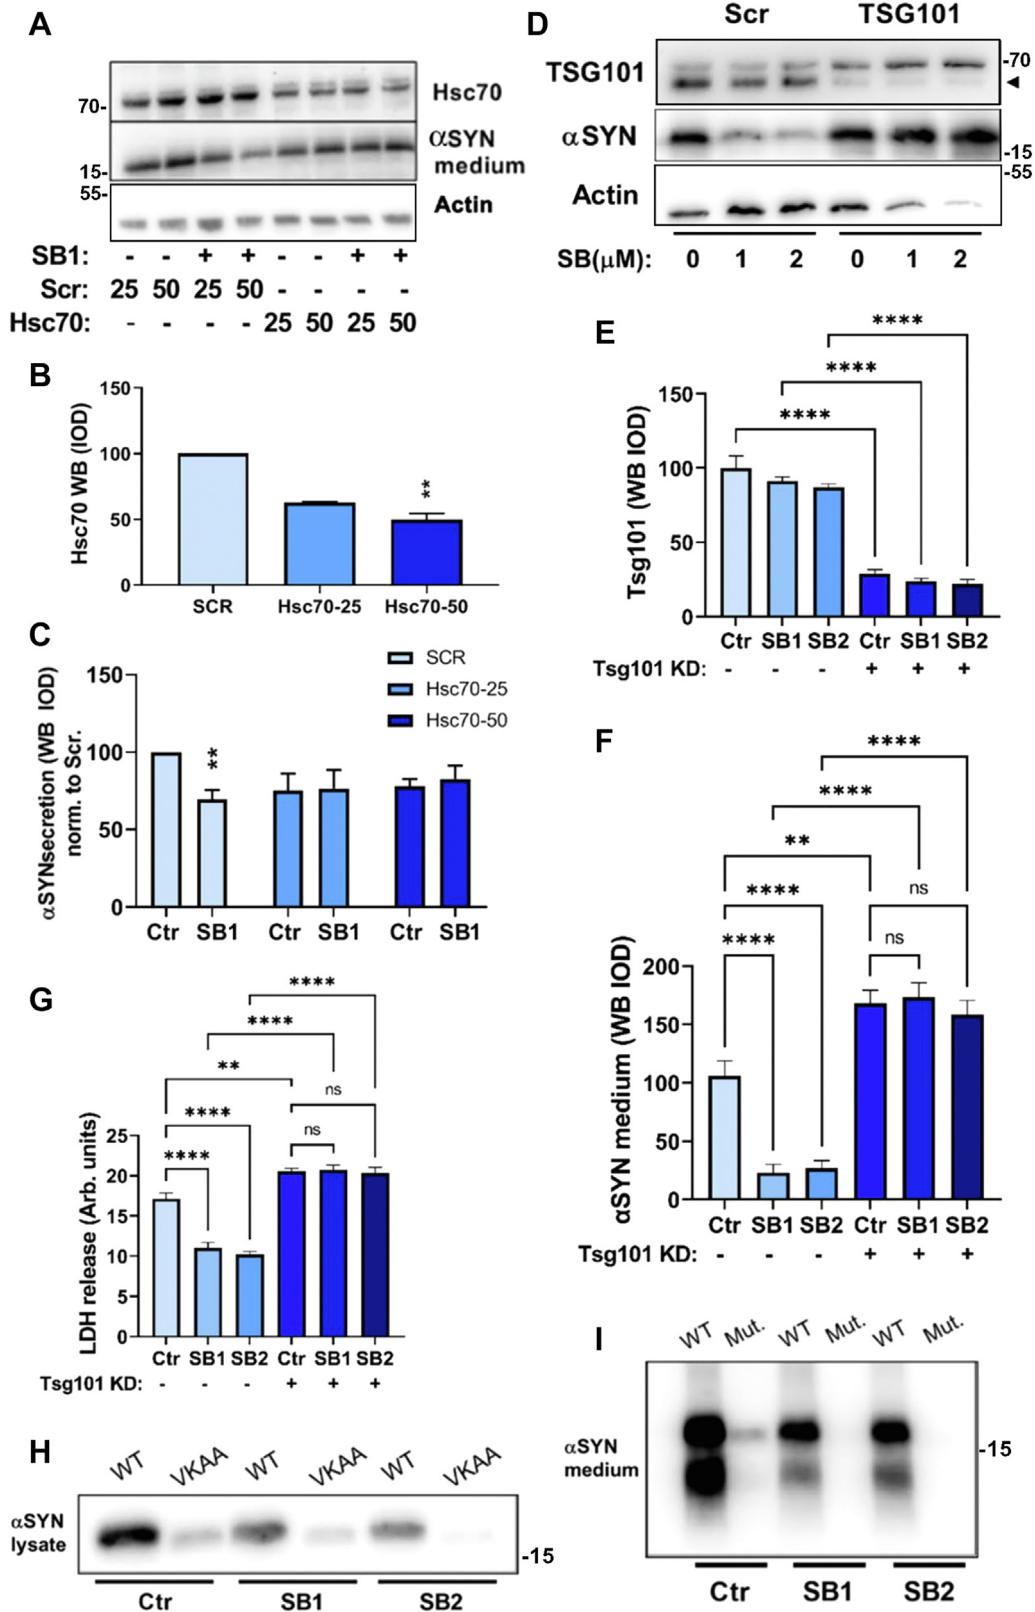 A
70-
Hsc70
αSYN
medium
15-
55-
Actin
SB1: - - + + - - + +
Scr: 25 50 25 50 - - - -
Hsc70: - - - - 25 50 25 50
B
Hsc70 WB (IOD)
150
100
50
0
**
SCR Hsc70-25 Hsc70-50
C
αSYNsecretion (WB IOD)
norm. to Scr.
150
100
50
0
SCR
Hsc70-25
Hsc70-50
**
Ctr SB1 Ctr SB1 Ctr SB1
D
Scr TSG101
TSG101
-70
αSYN
-15
-55
Actin
SB(μM): 0 1 2 0 1 2
E
Tsg101 (WB IOD)
150
100
50
0
****
****
****
Ctr SB1 SB2 Ctr SB1 SB2
Tsg101 KD: - - - + + +
F
αSYN medium (WB IOD)
200
150
100
50
0
****
****
**
ns
****
****
ns
Ctr SB1 SB2 Ctr SB1 SB2
Tsg101 KD: - - - + + +
G
LDH release (Arb. units)
25
20
15
10
5
0
****
****
**
ns
****
****
ns
Ctr SB1 SB2 Ctr SB1 SB2
Tsg101 KD: - - - + + +
H
WT VKAA WT VKAA WT VKAA
αSYN
lysate
-15
Ctr SB1 SB2
I
WT Mut. WT Mut. WT Mut.
αSYN
medium
-15
Ctr SB1 SB2